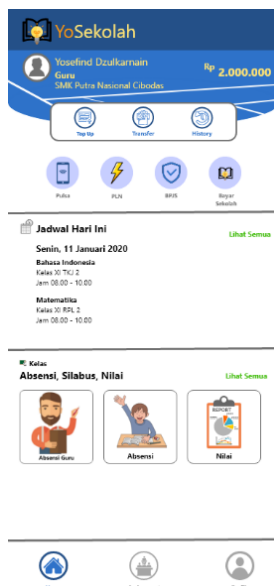 YoSekolah
Yosefind Dzulkarnain
Guru
SMK Putra Nasional Cibodas
Rp 2.000.000
Top Up
Transfer
History
Pulsa
PLN
BPJS
Bayar
Sekolah
Jadwal Hari Ini
Lihat Semua
Senin, 11 Januari 2020
Bahasa Indonesia
Kelas XI TKJ 2
Jam 08.00 - 10.00
Matematika
Kelas XI RPL 2
Jam 08.00 - 10.00
Kelas
Absensi, Silabus, Nilai
Lihat Semua
Absensi Guru
Absensi
REPORT
Nilai